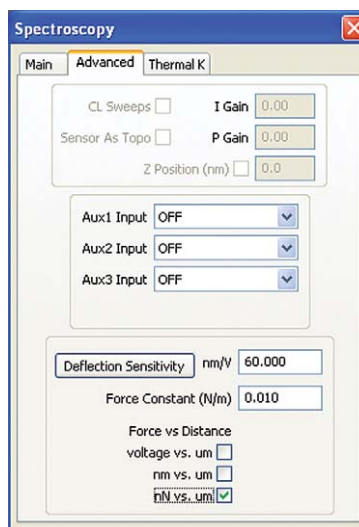 Spectroscopy
Main Advanced Thermal K
CL Sweeps I Gain 0.00
Sensor As Topo P Gain 0.00
Z Position (nm) 0.0
Aux1 Input OFF
Aux2 Input OFF
Aux3 Input OFF
Deflection Sensitivity nm/V 60.000
Force Constant (N/m) 0.010
Force vs Distance
voltage vs. um
nm vs. um
nN vs. um